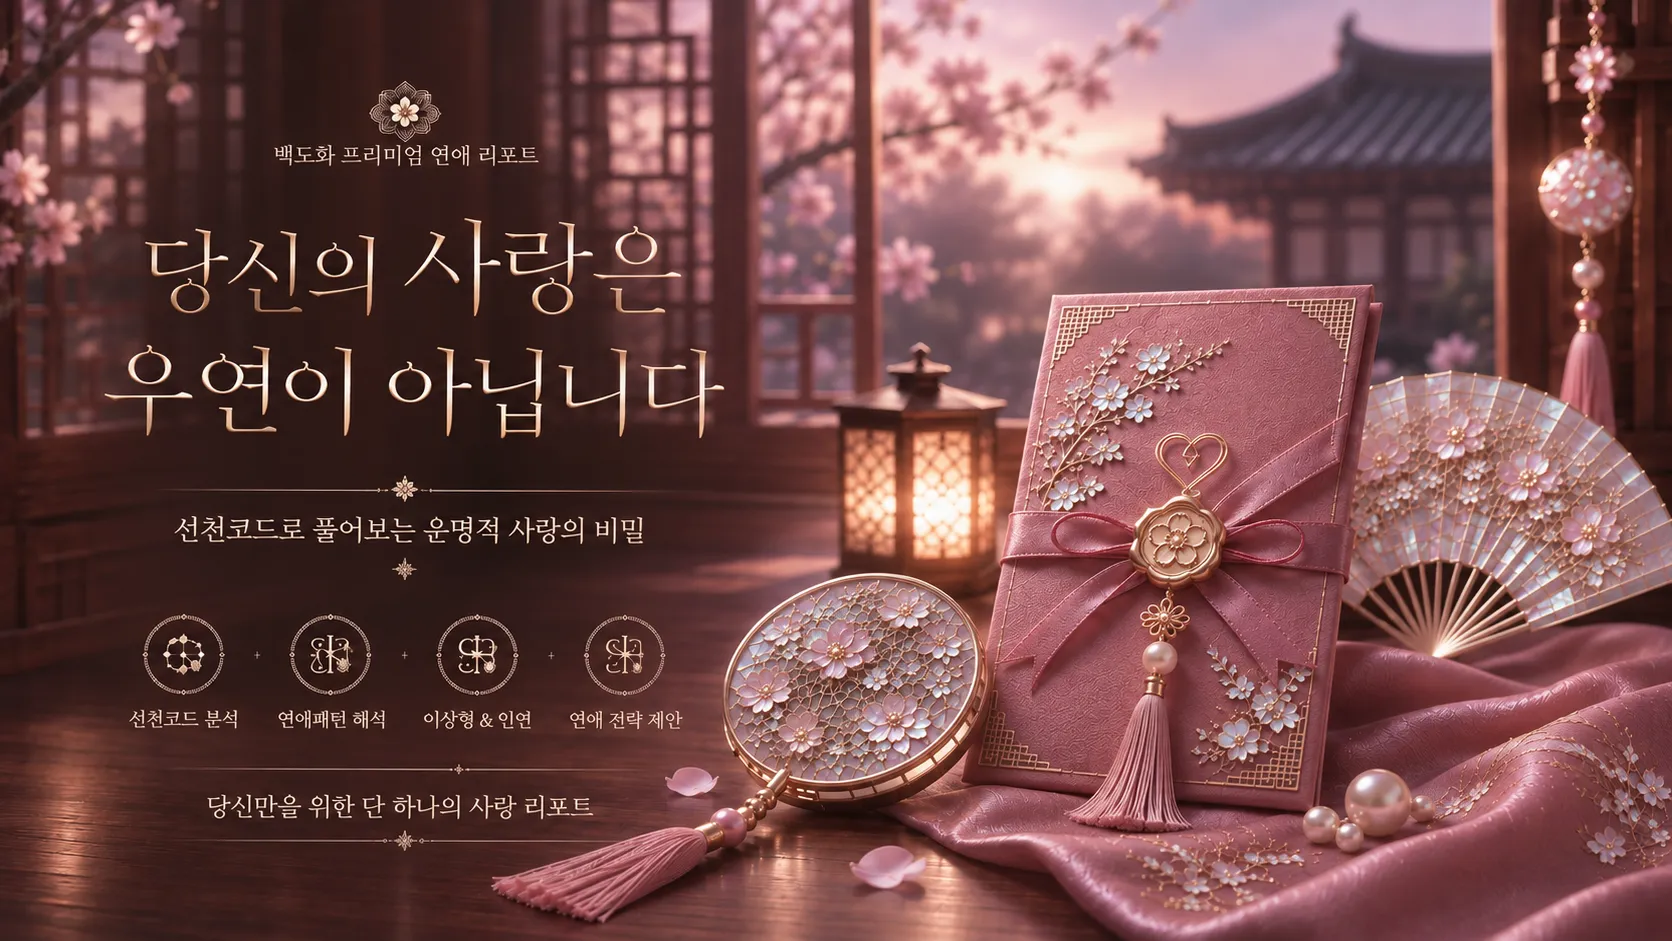 백도화 프리미엄 연애 리포트
당신의 사랑은
우연이 아닙니다
선천코드로 풀어보는 운명적 사랑의 비밀
선천코드 분석
연애패턴 해석
이상형 & 인연
연애 전략 제안
당신만을 위한 단 하나의 사랑 리포트